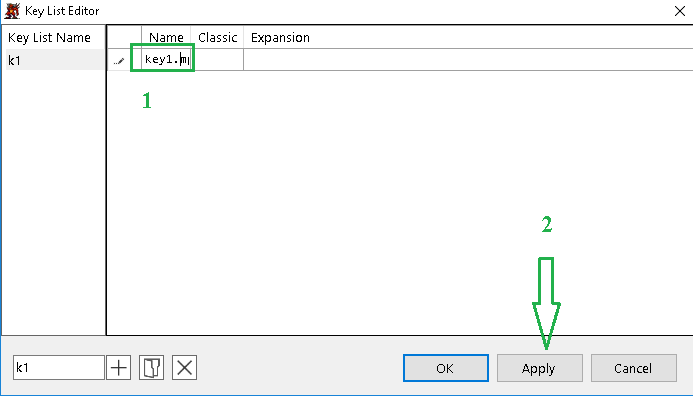 Key List Editor
Key List Name
Name Classic Expansion
k1
key1.m
1
2
k1
OK Apply Cancel